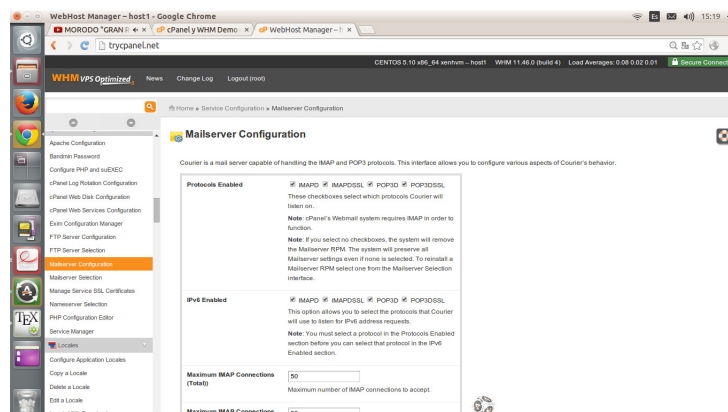 WebHost Manager – host1 - Google Chrome
Es
15:19
MORODO "GRAN R
cPanel y WHM Demo
WebHost Manager – h
trycpanel.net
CENTOS 5.10 x86_64 xenhvm – host1 WHM 11.46.0 (build 4) Load Averages: 0.08 0.02 0.01 Secure Connect
WHM VPS Optimized News Change Log Logout (root)
Home » Service Configuration » Mailserver Configuration
Apache Configuration
Bandmin Password
Configure PHP and suEXEC
cPanel Log Rotation Configuration
cPanel Web Disk Configuration
cPanel Web Services Configuration
Exim Configuration Manager
FTP Server Configuration
FTP Server Selection
Mailserver Configuration
Mailserver Selection
Manage Service SSL Certificates
Nameserver Selection
PHP Configuration Editor
Service Manager
Locales
Configure Application Locales
Copy a Locale
Delete a Locale
Edit a Locale
TEX
Mailserver Configuration
Courier is a mail server capable of handling the IMAP and POP3 protocols. This interface allows you to configure various aspects of Courier's behavior.
Protocols Enabled
IMAPD IMAPDSSL POP3D POP3DSSL
These checkboxes select which protocols Courier will
listen on.
Note: cPanel's Webmail system requires IMAP in order to
function.
Note: If you select no checkboxes, the system will remove
the Mailserver RPM. The system will preserve all
Mailserver settings even if none is selected. To reinstall a
Mailserver RPM select one from the Mailserver Selection
interface.
IPv6 Enabled
IMAPD IMAPDSSL POP3D POP3DSSL
This option allows you to select the protocols that Courier
will use to listen for IPv6 address requests.
Note: You must select a protocol in the Protocols Enabled
section before you can select that protocol in the IPv6
Enabled section.
Maximum IMAP Connections
(Total))
50
Maximum number of IMAP connections to accept.
Maximum IMAP Connections